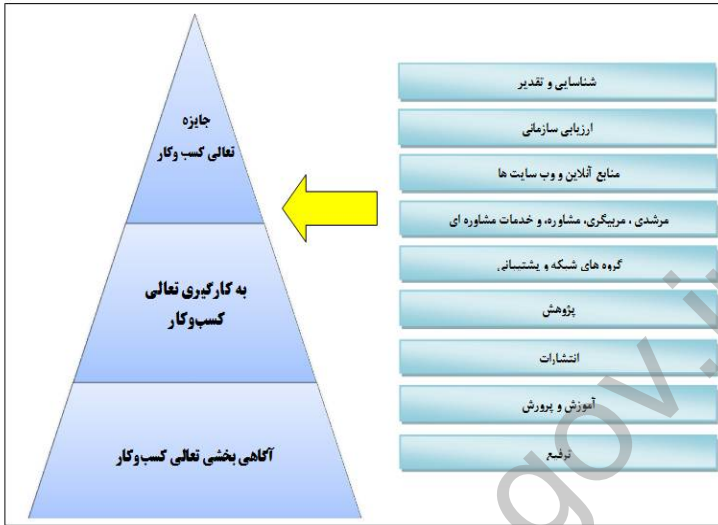 جایزه
تعالی کسب وکار
به کارگیری تعالی
کسب‌وکار
آگاهی بخشی تعالی کسب‌وکار
شناسایی و تقدیر
ارزیابی سازمانی
منابع آنلاین و وب سایت ها
مرشدی ، مربیگری، مشاوره، و خدمات مشاوره ای
گروه های شبکه و پشتیبانی
پژوهش
انتشارات
آموزش و پرورش
ترفیع
gov.i